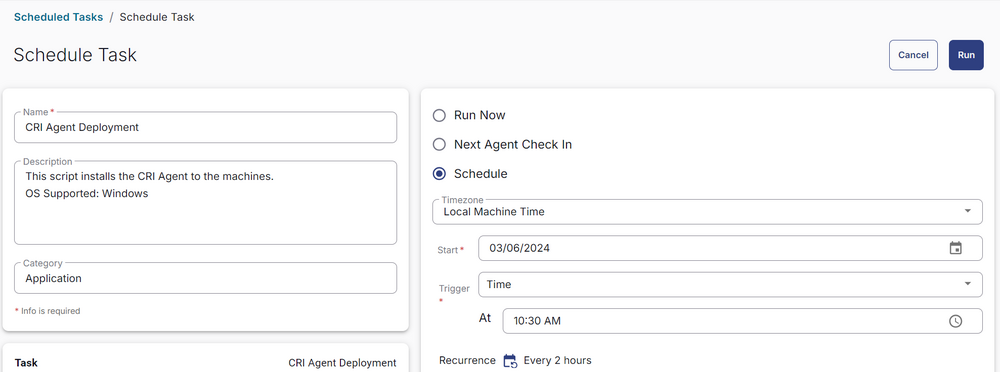 Scheduled Tasks / Schedule Task
Schedule Task
Cancel
Run
Name *
CRI Agent Deployment
Description
This script installs the CRI Agent to the machines.
OS Supported: Windows
Category
Application
* Info is required
Task CRI Agent Deployment
Run Now
Next Agent Check In
Schedule
Timezone
Local Machine Time
Start * 03/06/2024
Trigger * Time
At 10:30 AM
Recurrence Every 2 hours